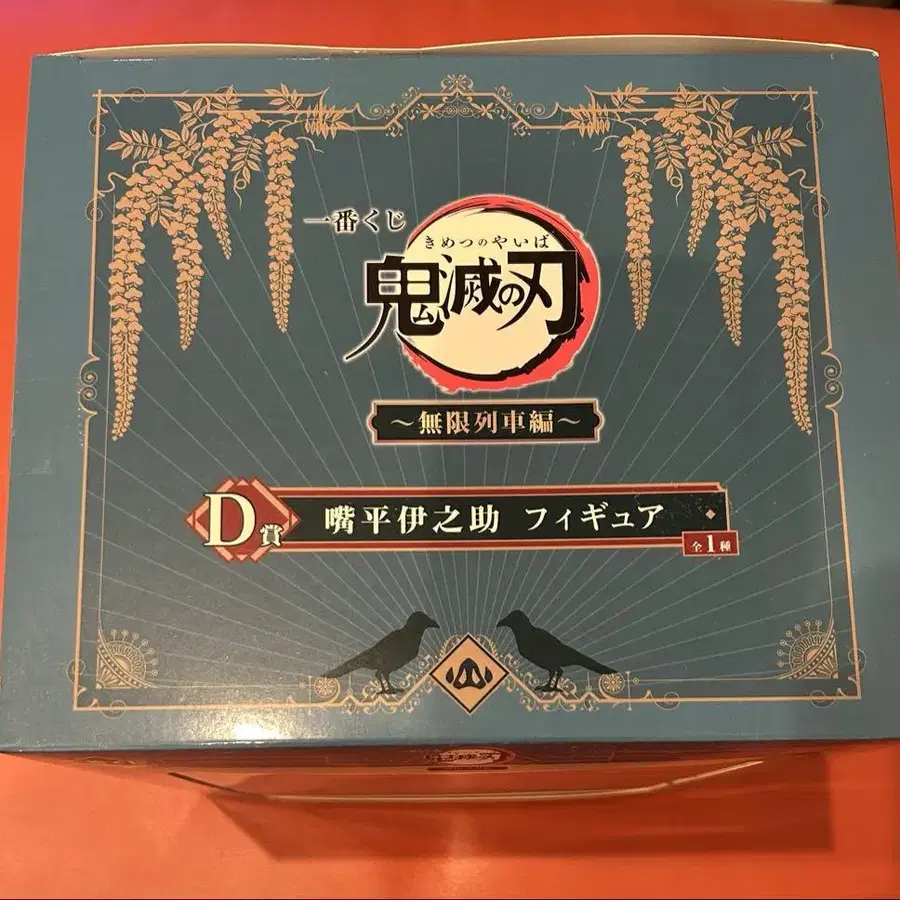 一番くじ
きめつのやいば
鬼滅の刃
～無限列車編～
D賞 嘴平伊之助 フィギュア
全1種